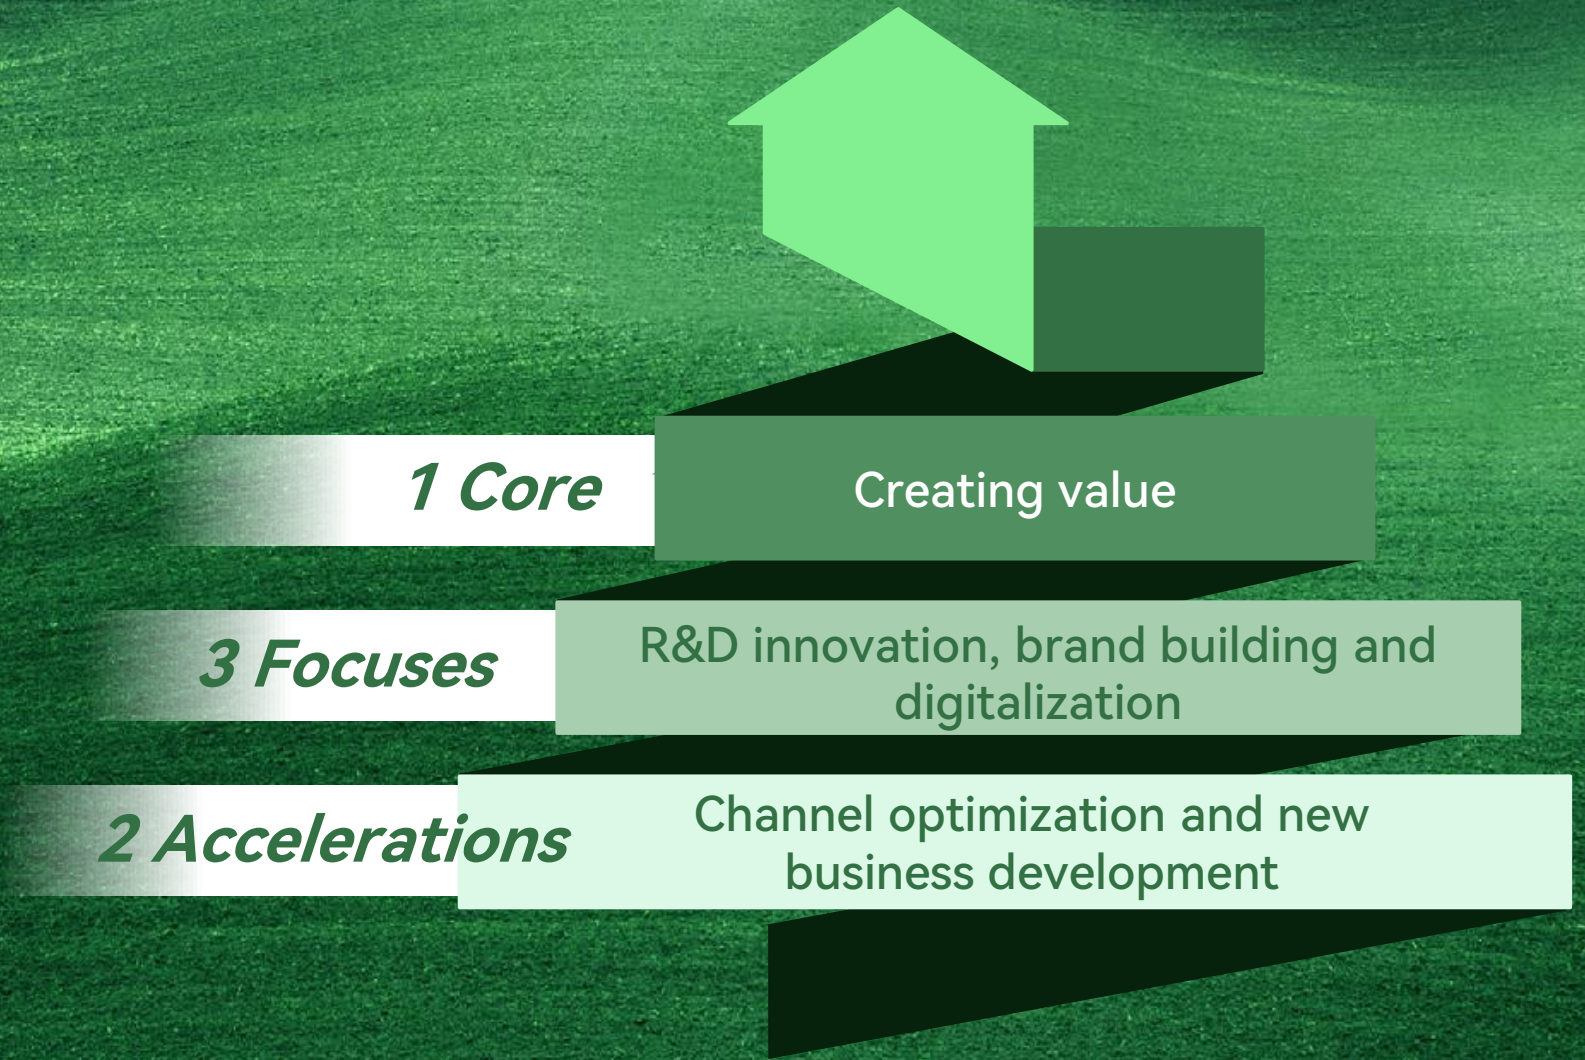 1 Core
Creating value
3 Focuses
R&D innovation, brand building and
digitalization
2 Accelerations
Channel optimization and new
business development